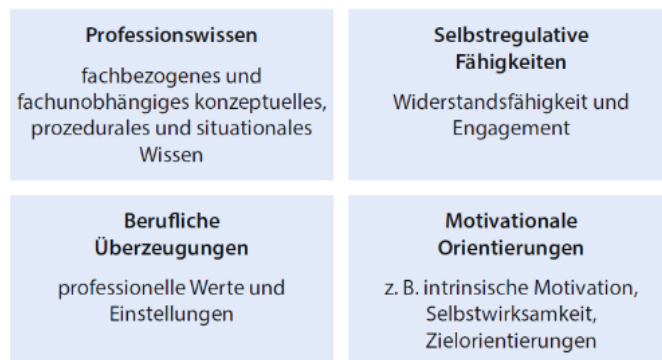 Professionswissen
fachbezogenes und
fachunobhängiges konzeptuelles,
prozedurales und situationales
Wissen
Selbstregulative
Fähigkeiten
Widerstandsfähigkeit und
Engagement
Berufliche
Überzeugungen
professionelle Werte und
Einstellungen
Motivationale
Orientierungen
z. B. intrinsische Motivation,
Selbstwirksamkeit,
Zielorientierungen